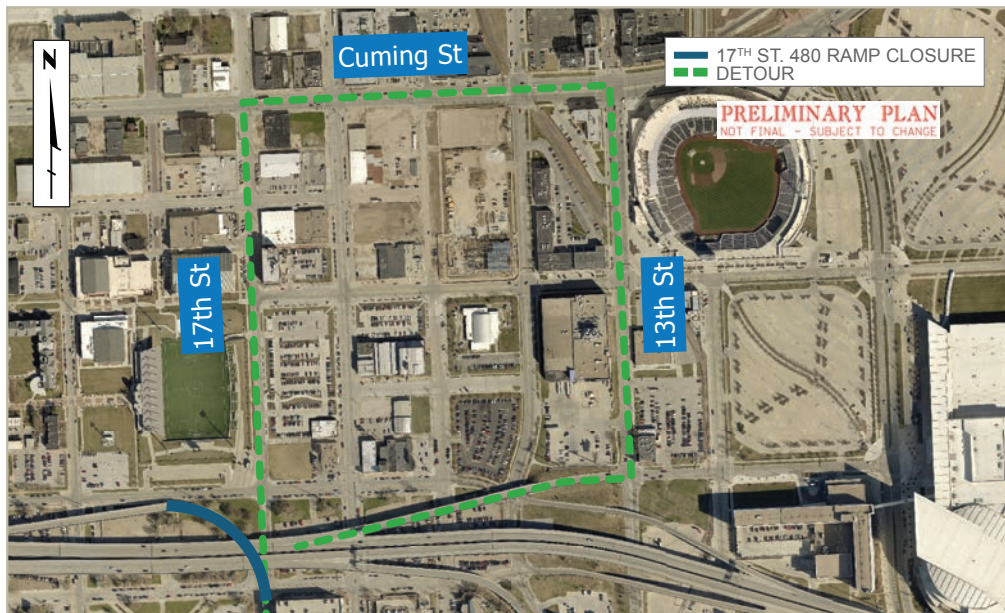 Cuming St
N
17TH ST. 480 RAMP CLOSURE
DETOUR
PRELIMINARY PLAN
NOT FINAL - SUBJECT TO CHANGE
17th St
13th St